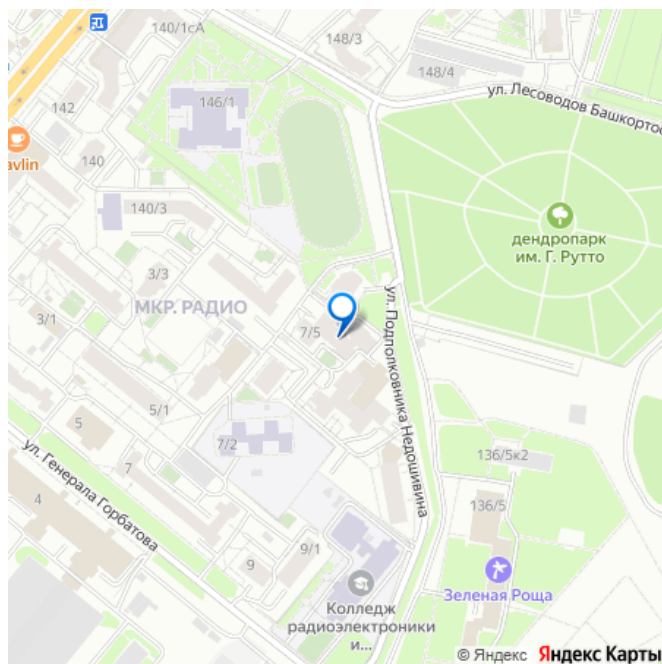 140/1сА
148/3
148/4
ул. Лесоводов Башкортос
142
146/1
avlin
140
140/3
дендропарк
им. Г. Рутто
3/3
МКР. РАДИО
3/1
7/5
ул. Подполковника Недошивина
5/1
5
7/2
136/5к2
ул. Генерала Горбатова
7
4
136/5
9/1
9
Зеленая Роща
Колледж
радиоэлектроники
и...
© Яндекс Яндекс Карты